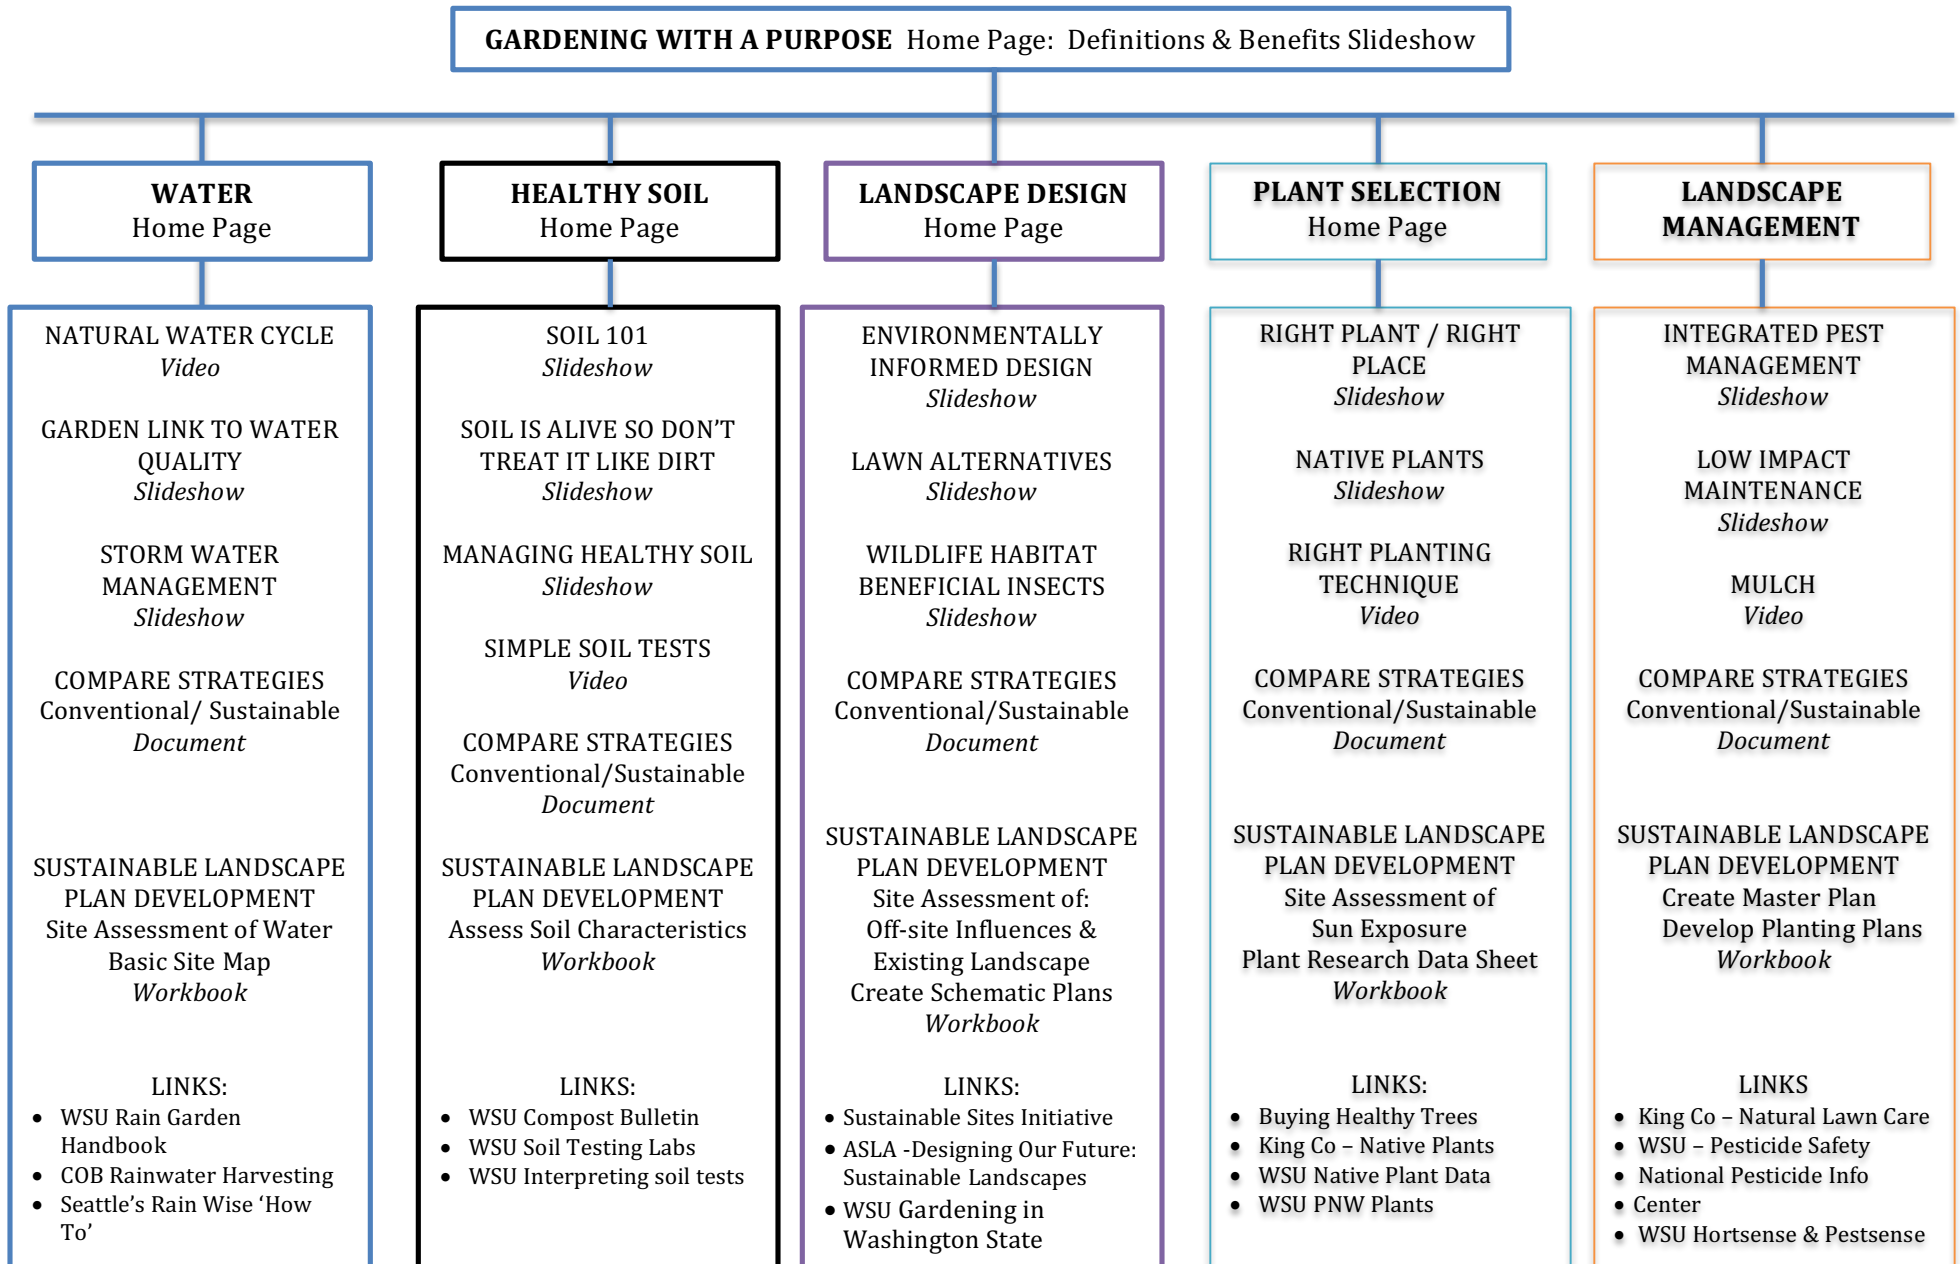 GARDENING WITH A PURPOSE Home Page: Definitions & Benefits Slideshow
WATER
Home Page
NATURAL WATER CYCLE
Video
GARDEN LINK TO WATER
QUALITY
Slideshow
STORM WATER
MANAGEMENT
Slideshow
COMPARE STRATEGIES
Conventional/ Sustainable
Document
SUSTAINABLE LANDSCAPE
PLAN DEVELOPMENT
Site Assessment of Water
Basic Site Map
Workbook
LINKS:
• WSU Rain Garden
Handbook
• COB Rainwater Harvesting
• Seattle’s Rain Wise ‘How
To’
HEALTHY SOIL
Home Page
SOIL 101
Slideshow
SOIL IS ALIVE SO DON’T
TREAT IT LIKE DIRT
Slideshow
MANAGING HEALTHY SOIL
Slideshow
SIMPLE SOIL TESTS
Video
COMPARE STRATEGIES
Conventional/Sustainable
Document
SUSTAINABLE LANDSCAPE
PLAN DEVELOPMENT
Assess Soil Characteristics
Workbook
LINKS:
• WSU Compost Bulletin
• WSU Soil Testing Labs
• WSU Interpreting soil tests
LANDSCAPE DESIGN
Home Page
ENVIRONMENTALLY
INFORMED DESIGN
Slideshow
LAWN ALTERNATIVES
Slideshow
WILDLIFE HABITAT
BENEFICIAL INSECTS
Slideshow
COMPARE STRATEGIES
Conventional/Sustainable
Document
SUSTAINABLE LANDSCAPE
PLAN DEVELOPMENT
Site Assessment of:
Off-site Influences &
Existing Landscape
Create Schematic Plans
Workbook
LINKS:
• Sustainable Sites Initiative
• ASLA -Designing Our Future:
Sustainable Landscapes
• WSU Gardening in
Washington State
PLANT SELECTION
Home Page
RIGHT PLANT / RIGHT
PLACE
Slideshow
NATIVE PLANTS
Slideshow
RIGHT PLANTING
TECHNIQUE
Video
COMPARE STRATEGIES
Conventional/Sustainable
Document
SUSTAINABLE LANDSCAPE
PLAN DEVELOPMENT
Site Assessment of
Sun Exposure
Plant Research Data Sheet
Workbook
LINKS:
• Buying Healthy Trees
• King Co – Native Plants
• WSU Native Plant Data
• WSU PNW Plants
LANDSCAPE
MANAGEMENT
INTEGRATED PEST
MANAGEMENT
Slideshow
LOW IMPACT
MAINTENANCE
Slideshow
MULCH
Video
COMPARE STRATEGIES
Conventional/Sustainable
Document
SUSTAINABLE LANDSCAPE
PLAN DEVELOPMENT
Create Master Plan
Develop Planting Plans
Workbook
LINKS
• King Co – Natural Lawn Care
• WSU – Pesticide Safety
• National Pesticide Info
• Center
• WSU Hortsense & Pestsense